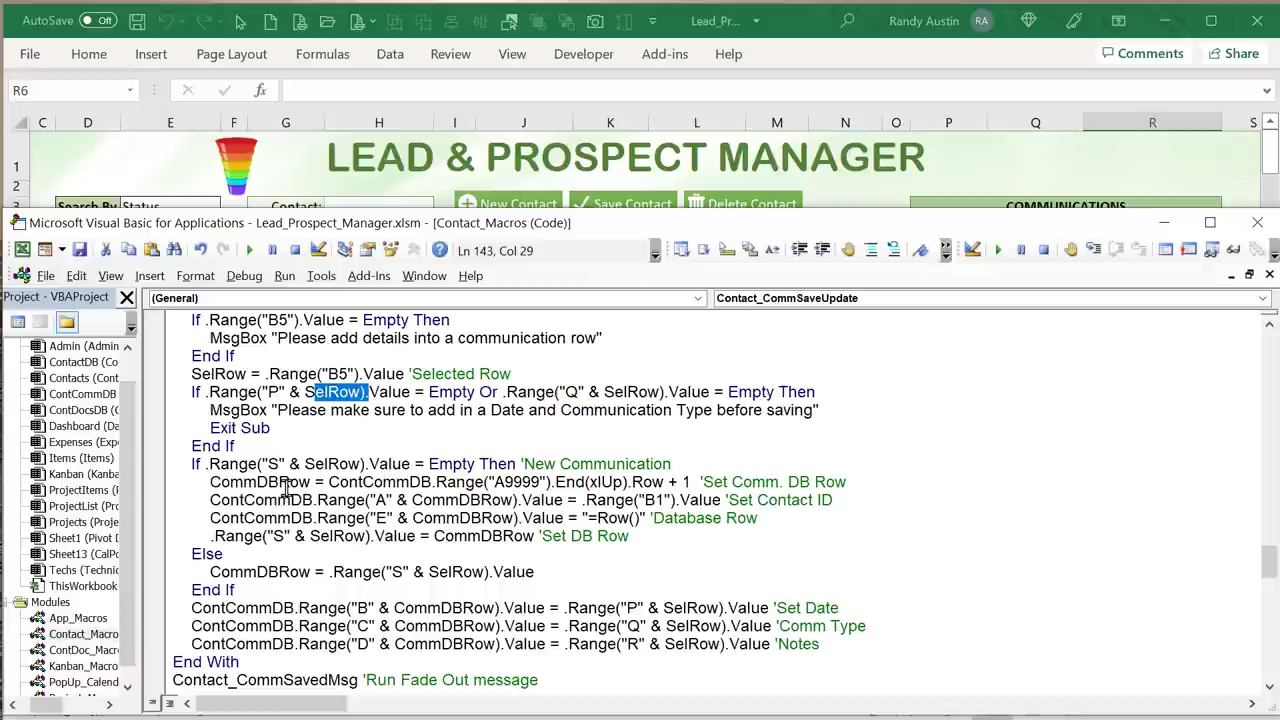 AutoSave Off Lead_Pr... Randy Austin RA
File Home Insert Page Layout Formulas Data Review View Developer Add-ins Help Comments Share
R6 fx
C D E F G H I J K L M N O P Q R S
1 LEAD & PROSPECT MANAGER
2
Search By Status Contact: New Contact Save Contact Delete Contact COMMUNICATIONS
Microsoft Visual Basic for Applications - Lead_Prospect_Manager.xlsm - [Contact_Macros (Code)]
Ln 143, Col 29
File Edit View Insert Format Debug Run Tools Add-Ins Window Help
Project - VBAProject
(General) Contact_CommSaveUpdate
Admin (Admin)
ContactDB (Co
Contacts (Conta
ContCommDB
ContDocsDB
Dashboard (Da
Expenses (Expe
Items (Items)
Kanban (Kanba
ProjectItems (P
ProjectList (Proj
Projects (Projec
Sheet1 (Pivot D
Sheet13 (CalPo
Techs (Technic
ThisWorkbook
Modules
App_Macros
Contact_Macro
ContDoc_Macro
Kanban_Macro
PopUp_Calend
If .Range("B5").Value = Empty Then
MsgBox "Please add details into a communication row"
End If
SelRow = .Range("B5").Value 'Selected Row
If .Range("P" & SelRow).Value = Empty Or .Range("Q" & SelRow).Value = Empty Then
MsgBox "Please make sure to add in a Date and Communication Type before saving"
Exit Sub
End If
If .Range("S" & SelRow).Value = Empty Then 'New Communication
CommDBRow = ContCommDB.Range("A9999").End(xlUp).Row + 1 'Set Comm. DB Row
ContCommDB.Range("A" & CommDBRow).Value = .Range("B1").Value 'Set Contact ID
ContCommDB.Range("E" & CommDBRow).Value = "=Row()" 'Database Row
.Range("S" & SelRow).Value = CommDBRow 'Set DB Row
Else
CommDBRow = .Range("S" & SelRow).Value
End If
ContCommDB.Range("B" & CommDBRow).Value = .Range("P" & SelRow).Value 'Set Date
ContCommDB.Range("C" & CommDBRow).Value = .Range("Q" & SelRow).Value 'Comm Type
ContCommDB.Range("D" & CommDBRow).Value = .Range("R" & SelRow).Value 'Notes
End With
Contact_CommSavedMsg 'Run Fade Out message